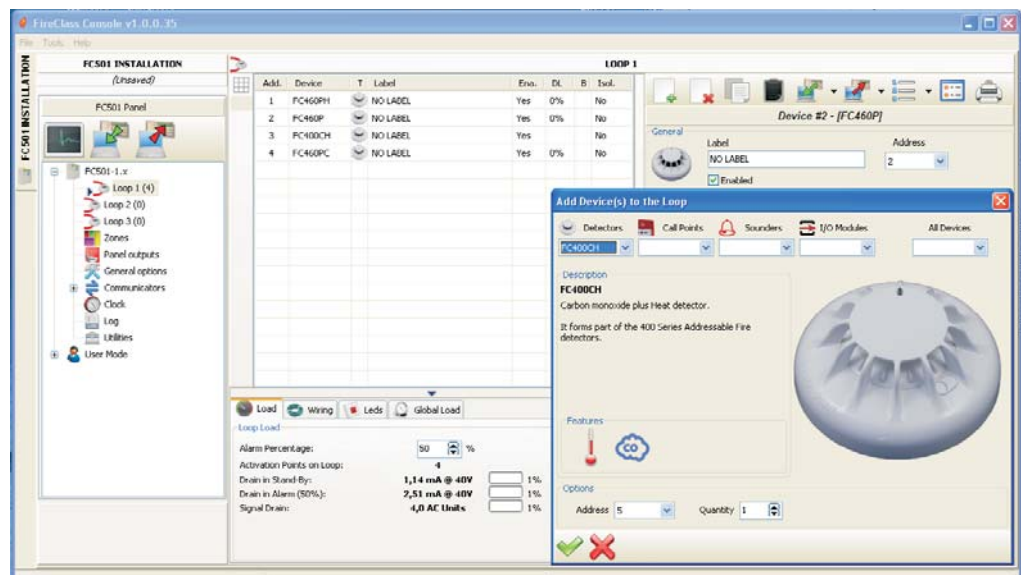 FireClass Console v1.0.0.35
File Tools Help
FC501 INSTALLATION
FC501 INSTALLATION
(Unsaved)
FC501 Panel
FC501-1.x
Loop 1 (4)
Loop 2 (0)
Loop 3 (0)
Zones
Panel outputs
General options
Communicators
Clock
Log
Utilities
User Mode
LOOP 1
Add. Device T Label Ena. DL B Isol.
1 FC460PH NO LABEL Yes 0% No
2 FC460P NO LABEL Yes 0% No
3 FC400CH NO LABEL Yes No
4 FC460PC NO LABEL Yes 0% No
Load Wiring Leds Global Load
Loop Load
Alarm Percentage: 50 %
Activation Points on Loop: 4
Drain in Stand-By: 1,14 mA @ 40V 1%
Drain in Alarm (50%): 2,51 mA @ 40V 1%
Signal Drain: 4,0 AC Units 1%
Device #2 - [FC460P]
General
Label Address
NO LABEL 2
Enabled
Add Device(s) to the Loop
Detectors Call Points Sounders I/O Modules All Devices
FC400CH
Description
FC400CH
Carbon monoxide plus Heat detector.
It forms part of the 400 Series Addressable Fire
detectors.
Features
CO
Options
Address 5 Quantity 1